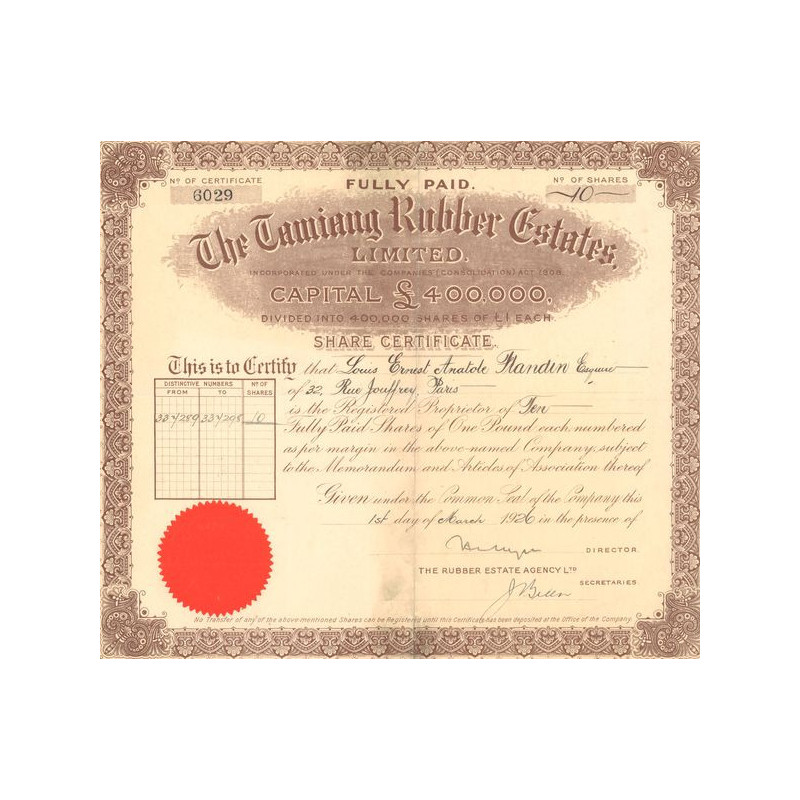 Nº OF CERTIFICATE
6029
FULLY PAID.
Nº OF SHARES
10
The Tamiang Rubber Estates,
LIMITED.
INCORPORATED UNDER THE COMPANIES (CONSOLIDATION) ACT 1908.
CAPITAL £400,000,
DIVIDED INTO 400,000 SHARES OF £1 EACH.
SHARE CERTIFICATE.
This is to Certify that Louis Ernest Anatole Flandin Esquire
of 32, Rue Jouffroy, Paris
is the Registered Proprietor of Ten
Fully Paid Shares of One Pound each, numbered
as per margin in the above-named Company, subject
to the Memorandum and Articles of Association thereof
DISTINCTIVE NUMBERS Nº OF
FROM TO SHARES
334289 334298 10
Given under the Common Seal of the Company this
1st day of March 1926 in the presence of
DIRECTOR
THE RUBBER ESTATE AGENCY LTD
SECRETARIES
No Transfer of any of the above-mentioned Shares can be Registered until this Certificate has been deposited at the Office of the Company.